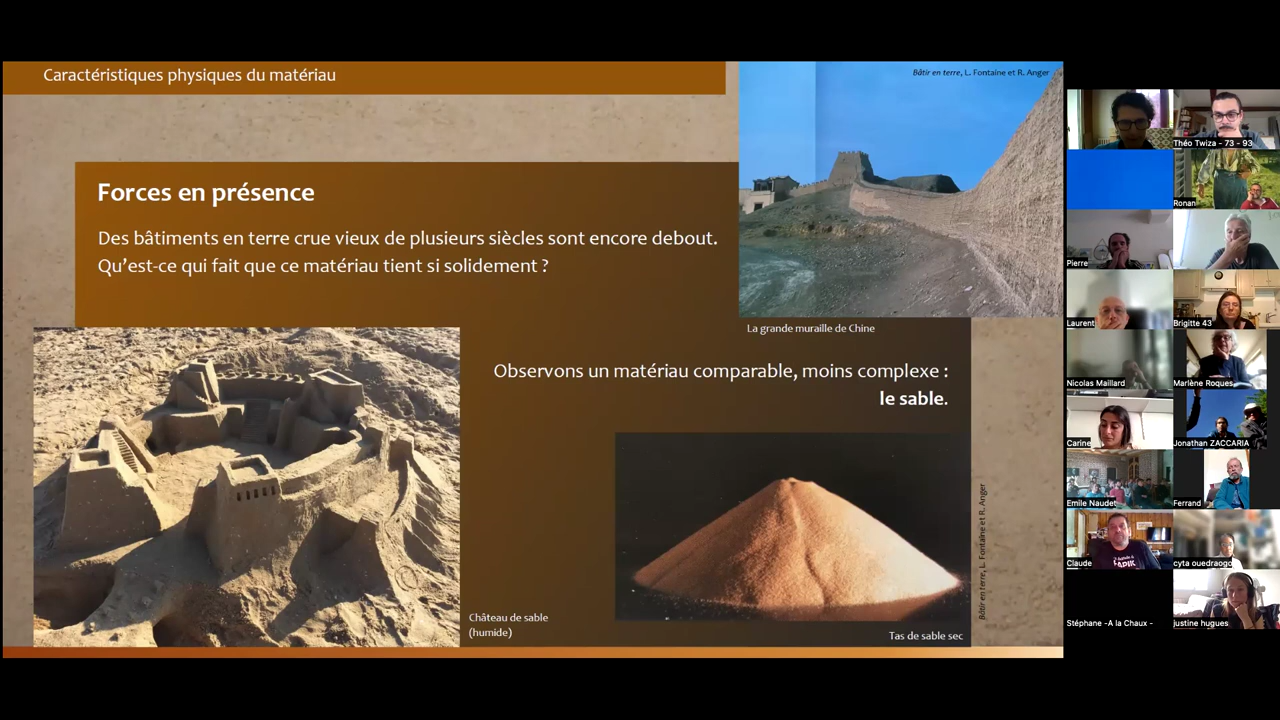 Caractéristiques physiques du matériau
Bâtir en terre, L. Fontaine et R. Anger
Forces en présence
Des bâtiments en terre crue vieux de plusieurs siècles sont encore debout.
Qu’est-ce qui fait que ce matériau tient si solidement ?
La grande muraille de Chine
Observons un matériau comparable, moins complexe :
le sable.
Bâtir en terre, L. Fontaine et R. Anger
Château de sable
(humide)
Tas de sable sec
Théo Twiza - 73 - 93
Ronan
Pierre
Laurent
Brigitte 43
Nicolas Maillard
Marlène Roques
Carine
Jonathan ZACCARIA
Emile Naudet
Ferrand
Claude
cyta ouedraogo
Stéphane -A la Chaux -
justine hugues